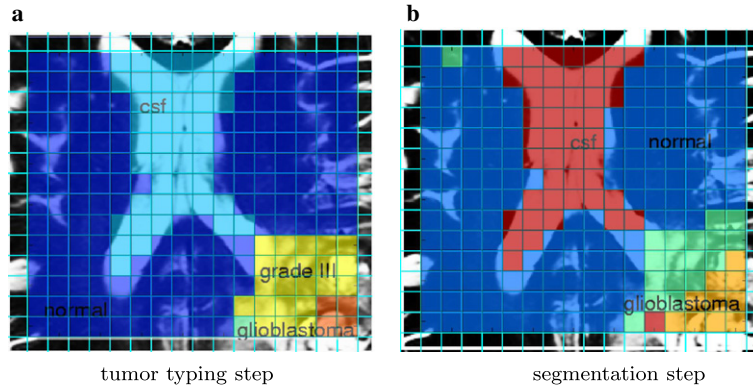 a
csf
grade III
normal
glioblastoma
tumor typing step
b
csf
normal
glioblastoma
segmentation step